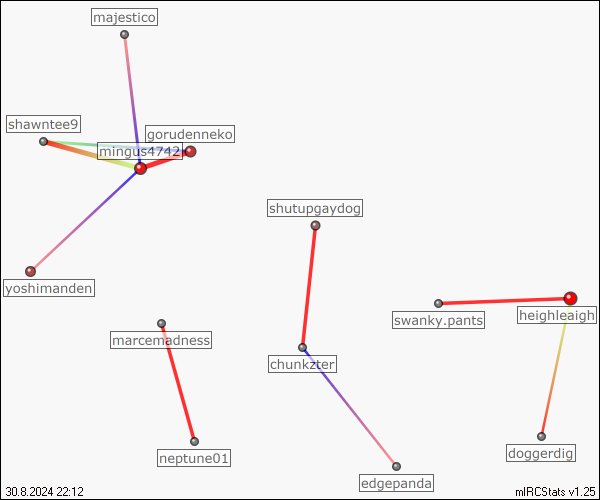 majestico
shawntee9
gorudenneko
mingus4742
shutupgaydog
yoshimanden
heighleaigh
swanky.pants
marcemadness
chunkzter
doggerdig
neptune01
edgepanda
30.8.2024 22:12
mIRCStats v1.25